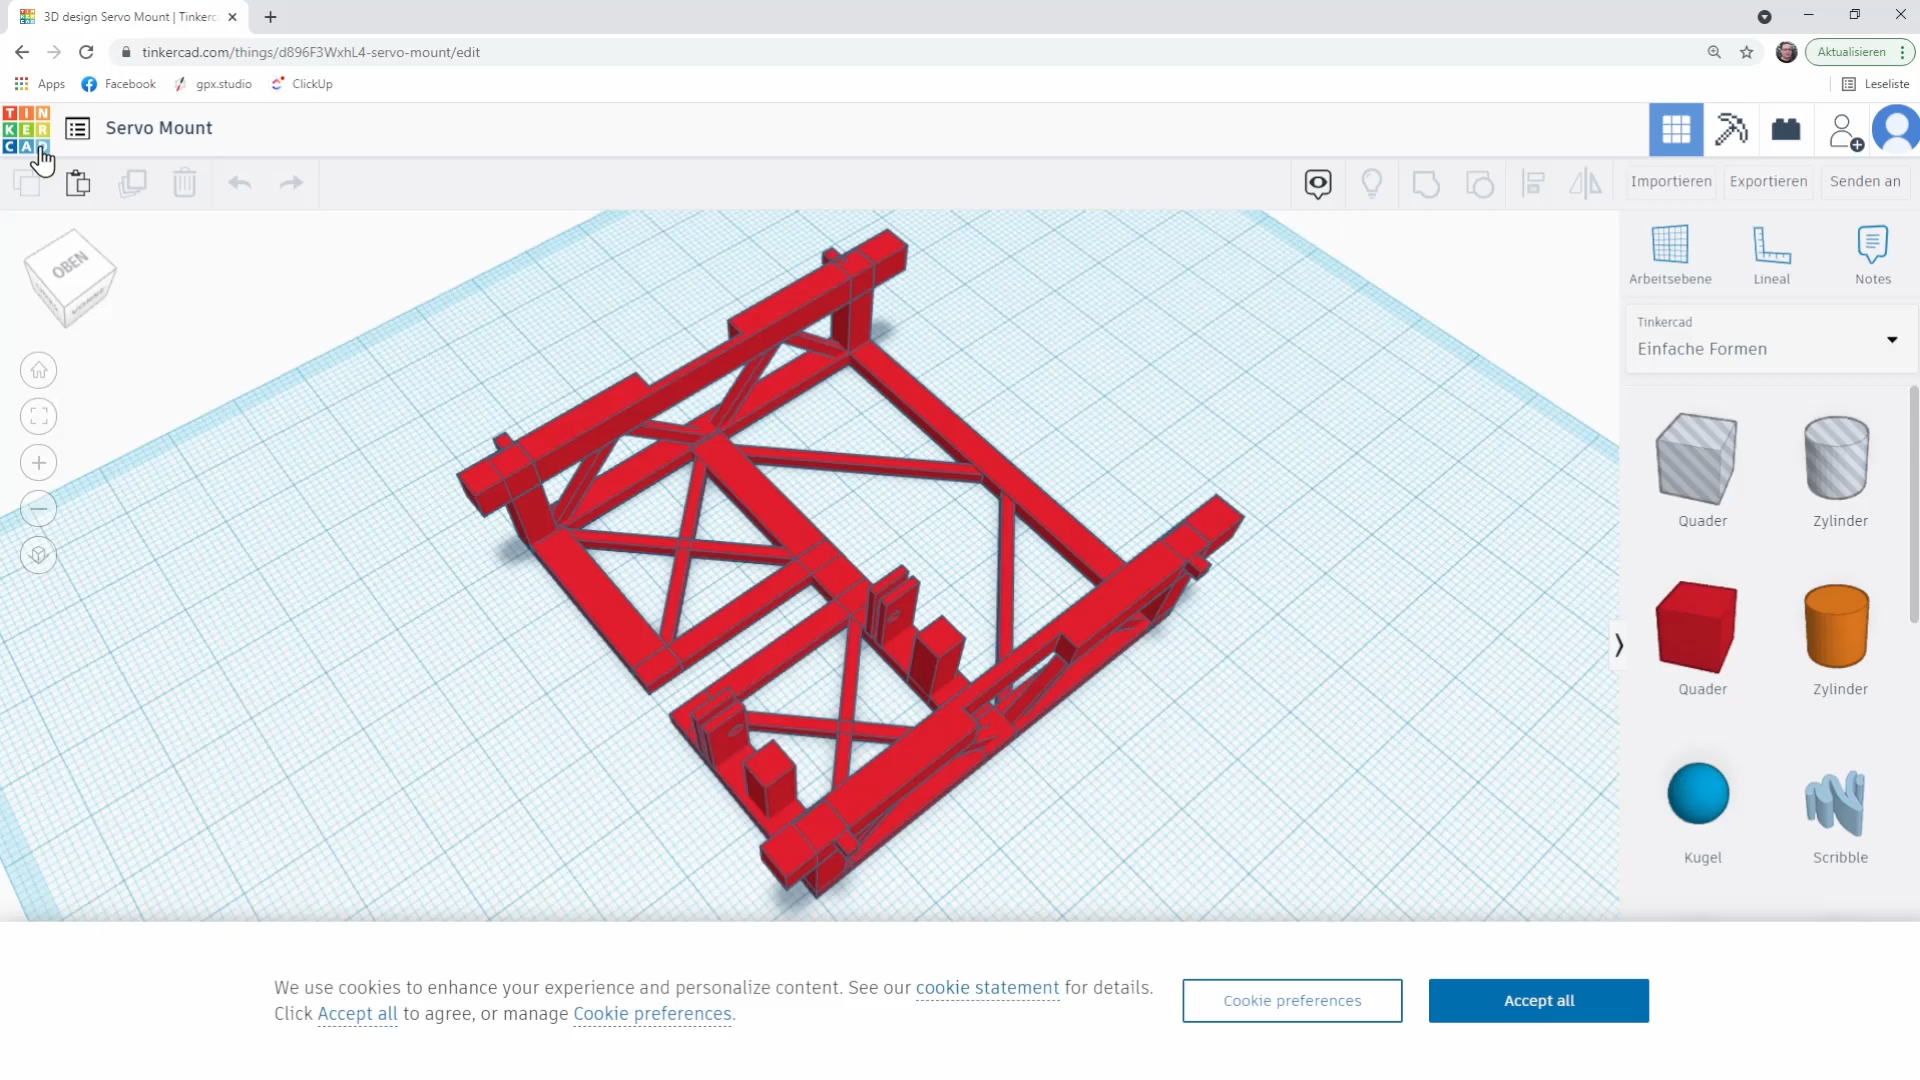 3D design Servo Mount | Tinkerc
tinkercad.com/things/d896F3WxhL4-servo-mount/edit
Aktualisieren
Apps
Facebook
gpx.studio
ClickUp
Leseliste
TIN
KER
CAD
Servo Mount
Importieren
Exportieren
Senden an
OBEN
Arbeitsebene
Lineal
Notes
Tinkercad
Einfache Formen
Quader
Zylinder
Quader
Zylinder
Kugel
Scribble
We use cookies to enhance your experience and personalize content. See our cookie statement for details.
Click Accept all to agree, or manage Cookie preferences.
Cookie preferences
Accept all